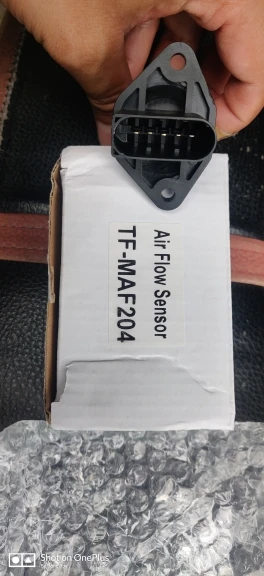 Air Flow Sensor
TF-MAF204
Shot on OnePlus